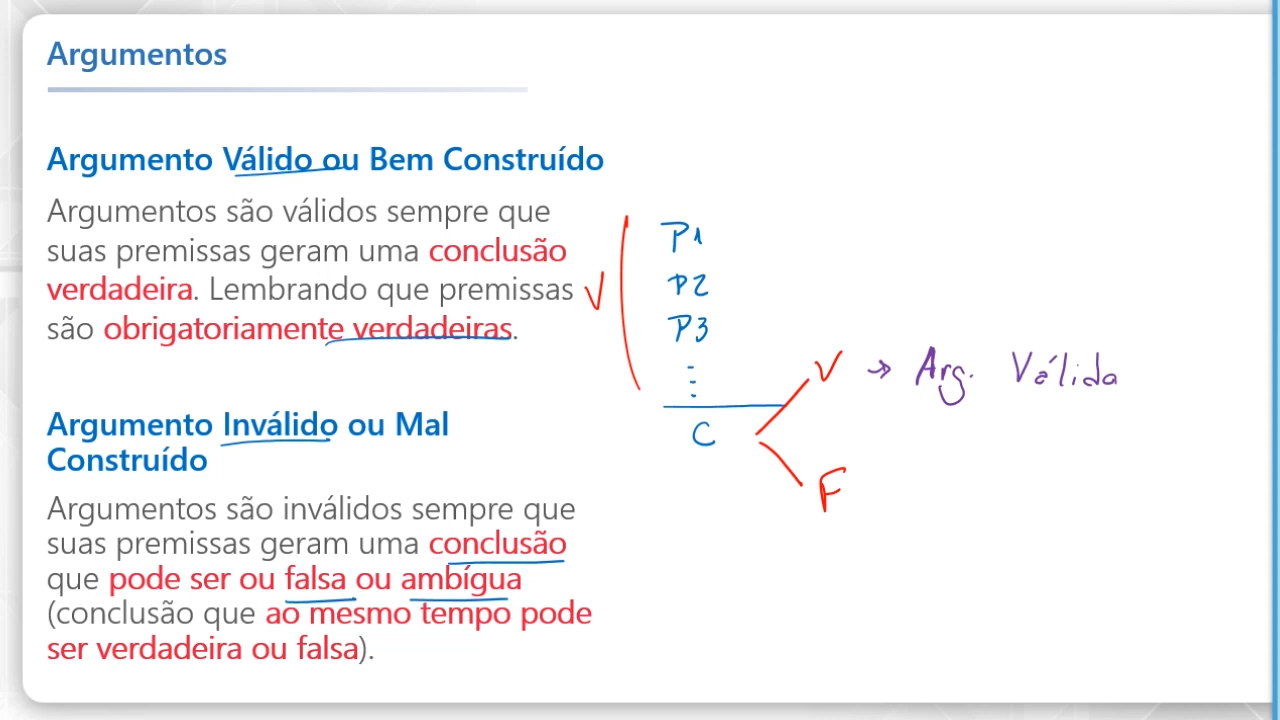 Argumentos
Argumento Válido ou Bem Construído
Argumentos são válidos sempre que
suas premissas geram uma conclusão
verdadeira. Lembrando que premissas
são obrigatoriamente verdadeiras.
Argumento Inválido ou Mal
Construído
Argumentos são inválidos sempre que
suas premissas geram uma conclusão
que pode ser ou falsa ou ambígua
(conclusão que ao mesmo tempo pode
ser verdadeira ou falsa).
P1
P2
V
P3
⋮
V → Arg. Válido
C
F